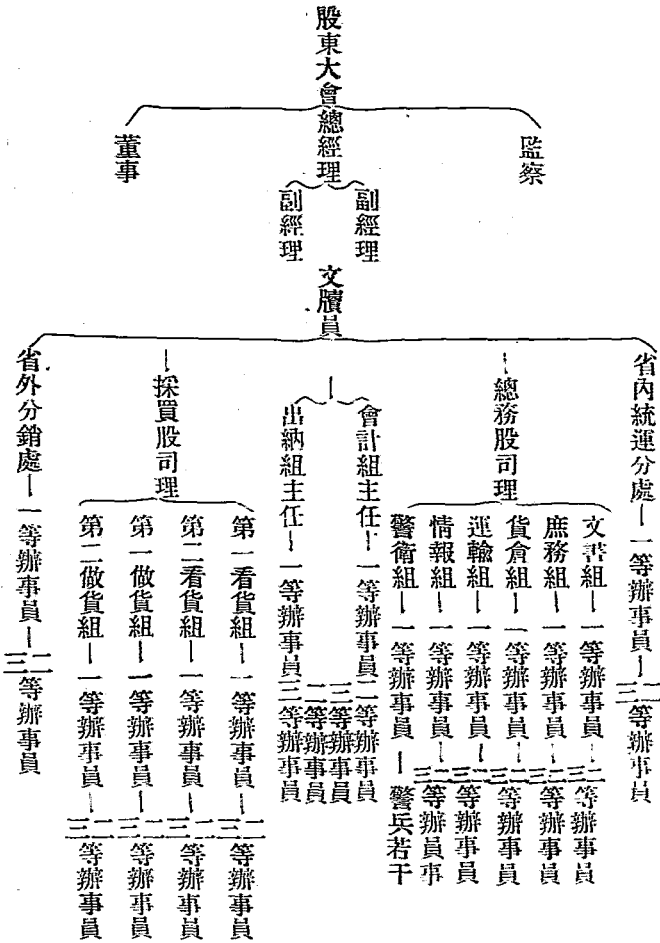 股東大會
監察
總經理
董事
副經理
副經理
文牘員
省內統運分處一等辦事員二三等辦事員
總務股司理
文書組一等辦事員二三等辦事員
庶務組一等辦事員二三等辦事員
貨倉組一等辦事員二三等辦事員
運輸組一等辦事員二三等辦事員
情報組一等辦事員二三等辦員事
警衛組一等辦事員警兵若干
會計組主任一等辦事員二等辦事員
三等辦事員
出納組主任一等辦事員二等辦事員
三等辦事員
採買股司理
第一看貨組一等辦事員二三等辦事員
第二看貨組一等辦事員二三等辦事員
第一做貨組一等辦事員二三等辦事員
第二做貨組一等辦事員二三等辦事員
省外分銷處一等辦事員二三等辦事員